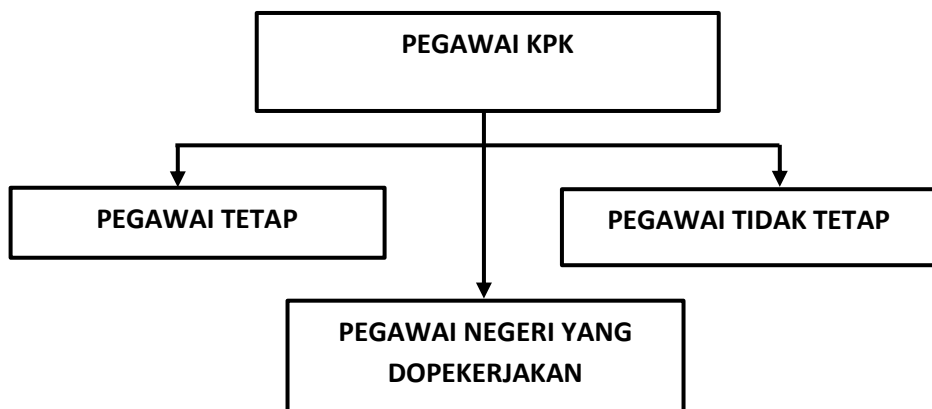 PEGAWAI KPK
PEGAWAI TETAP
PEGAWAI TIDAK TETAP
PEGAWAI NEGERI YANG
DOPEKERJAKAN